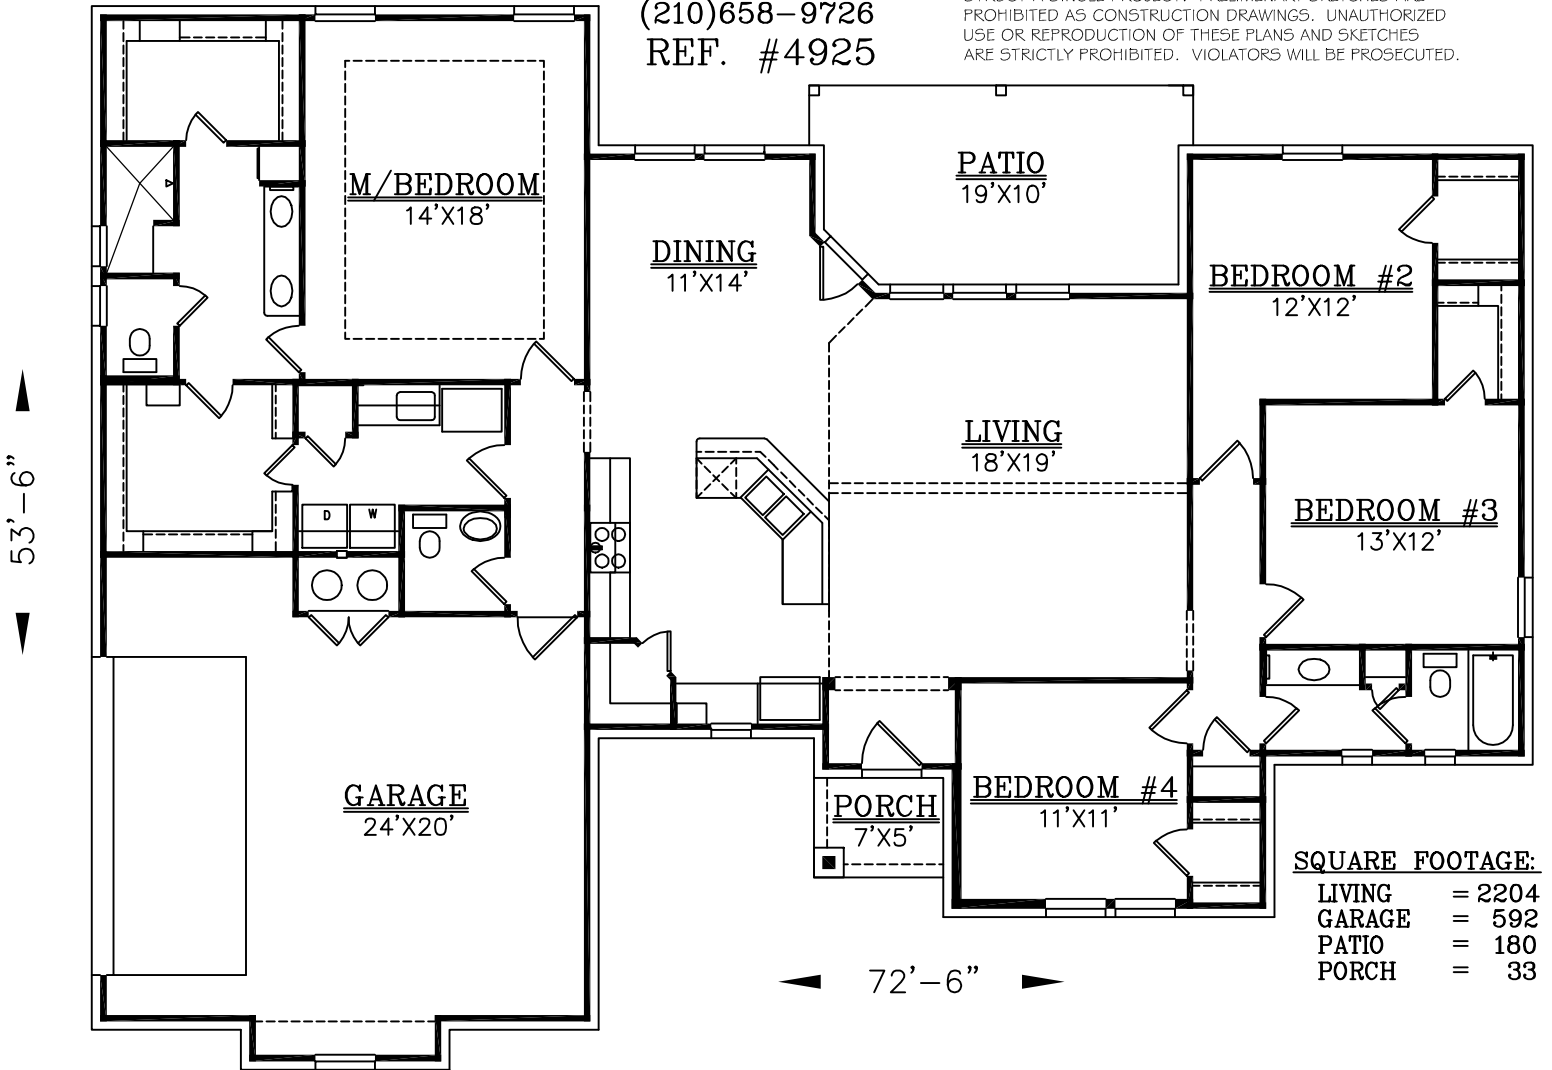 (210)658-9726
REF. #4925
PROHIBITED AS CONSTRUCTION DRAWINGS. UNAUTHORIZED
USE OR REPRODUCTION OF THESE PLANS AND SKETCHES
ARE STRICTLY PROHIBITED. VIOLATORS WILL BE PROSECUTED.
M/BEDROOM
14'X18'
PATIO
19'X10'
DINING
11'X14'
BEDROOM #2
12'X12'
LIVING
18'X19'
BEDROOM #3
13'X12'
D
W
53'-6"
GARAGE
24'X20'
PORCH
7'X5'
BEDROOM #4
11'X11'
72'-6"
SQUARE FOOTAGE:
LIVING = 2204
GARAGE = 592
PATIO = 180
PORCH = 33